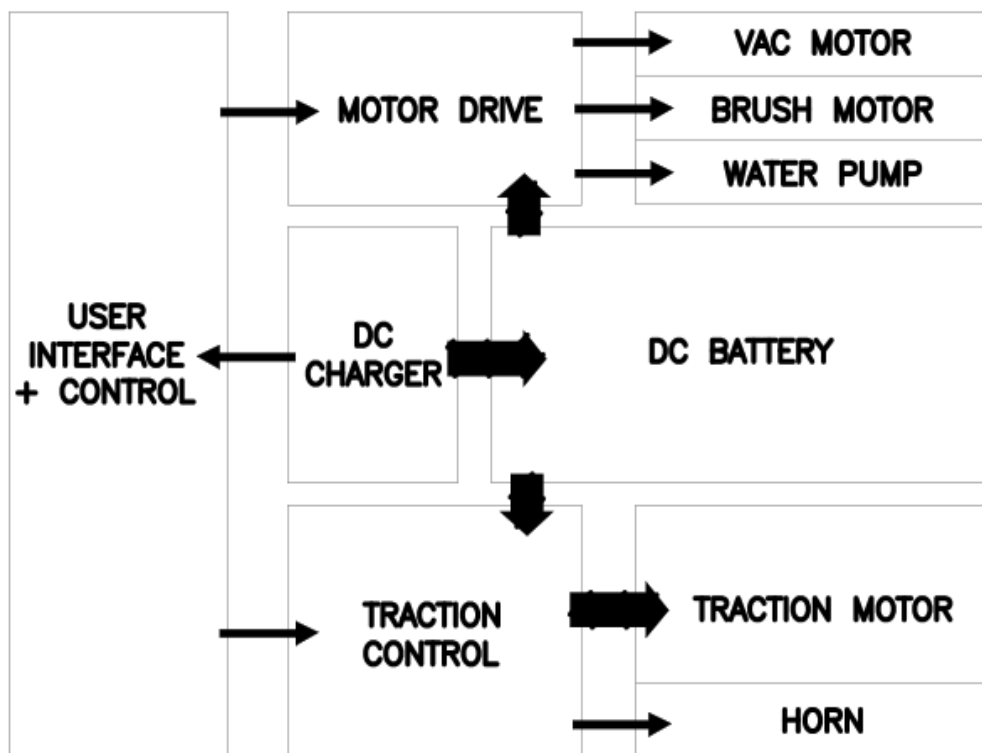 VAC MOTOR
MOTOR DRIVE
BRUSH MOTOR
WATER PUMP
USER
INTERFACE
+ CONTROL
DC
CHARGER
DC BATTERY
TRACTION
CONTROL
TRACTION MOTOR
HORN